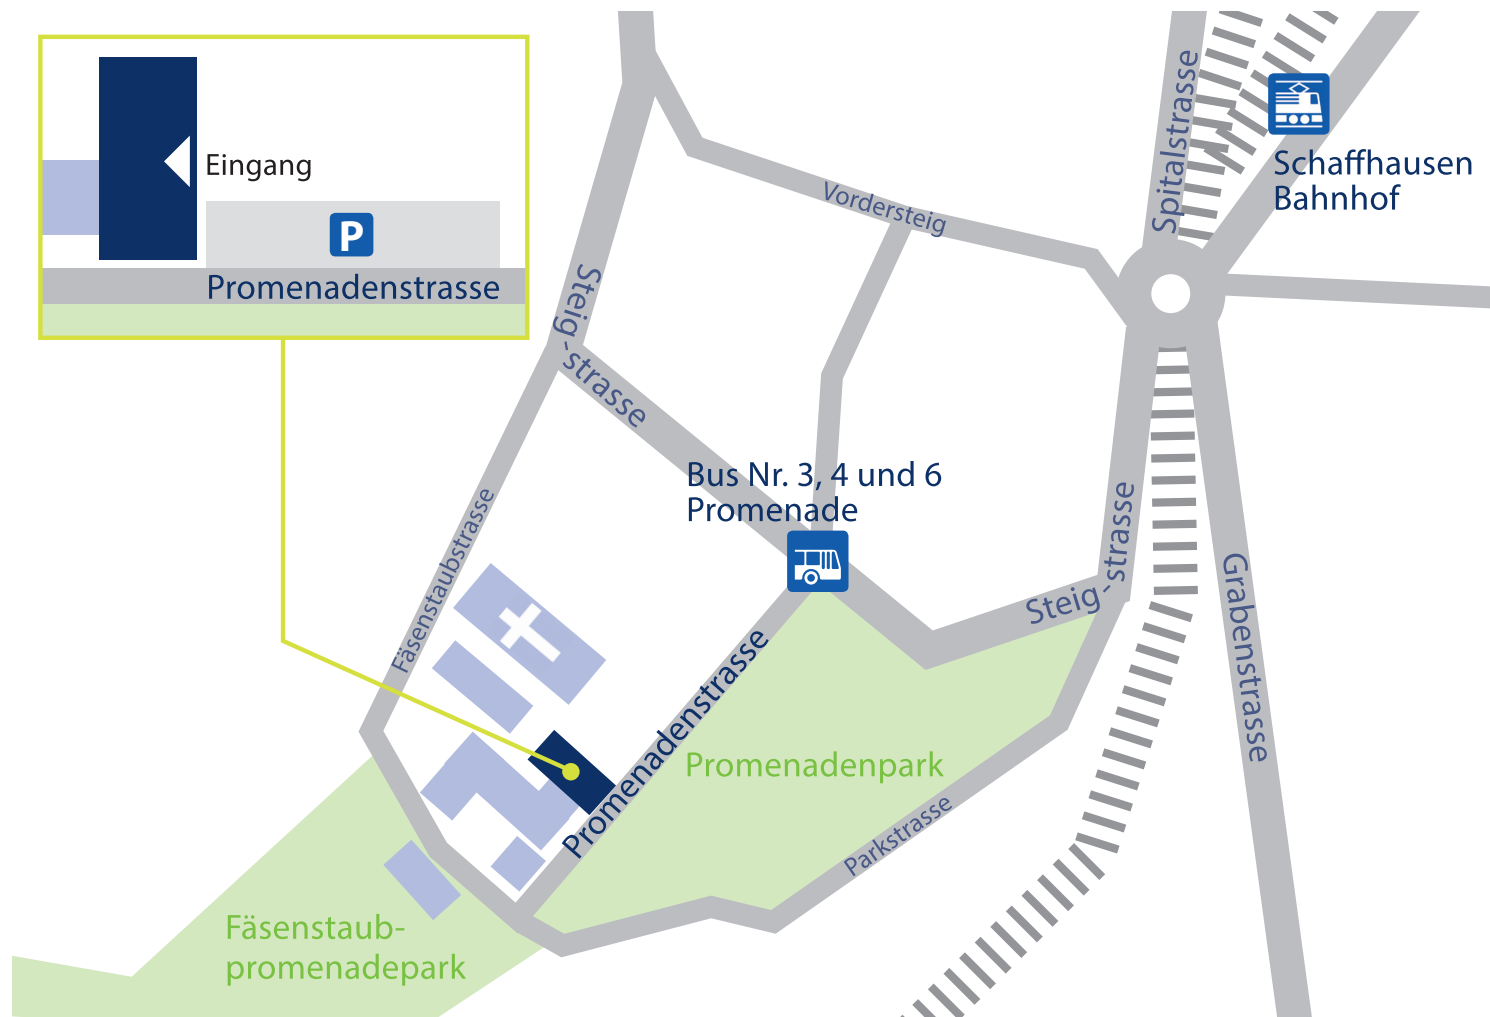 Eingang
P
Promenadenstrasse
Spitalstrasse
Schaffhausen
Bahnhof
Vordersteig
Steig-
strasse
Bus Nr. 3, 4 und 6
Promenade
Fäsenstaubstrasse
Steig-strasse
Grabenstrasse
Promenadenstrasse
Promenadenpark
Parkstrasse
Fäsenstaub-
promenadepark